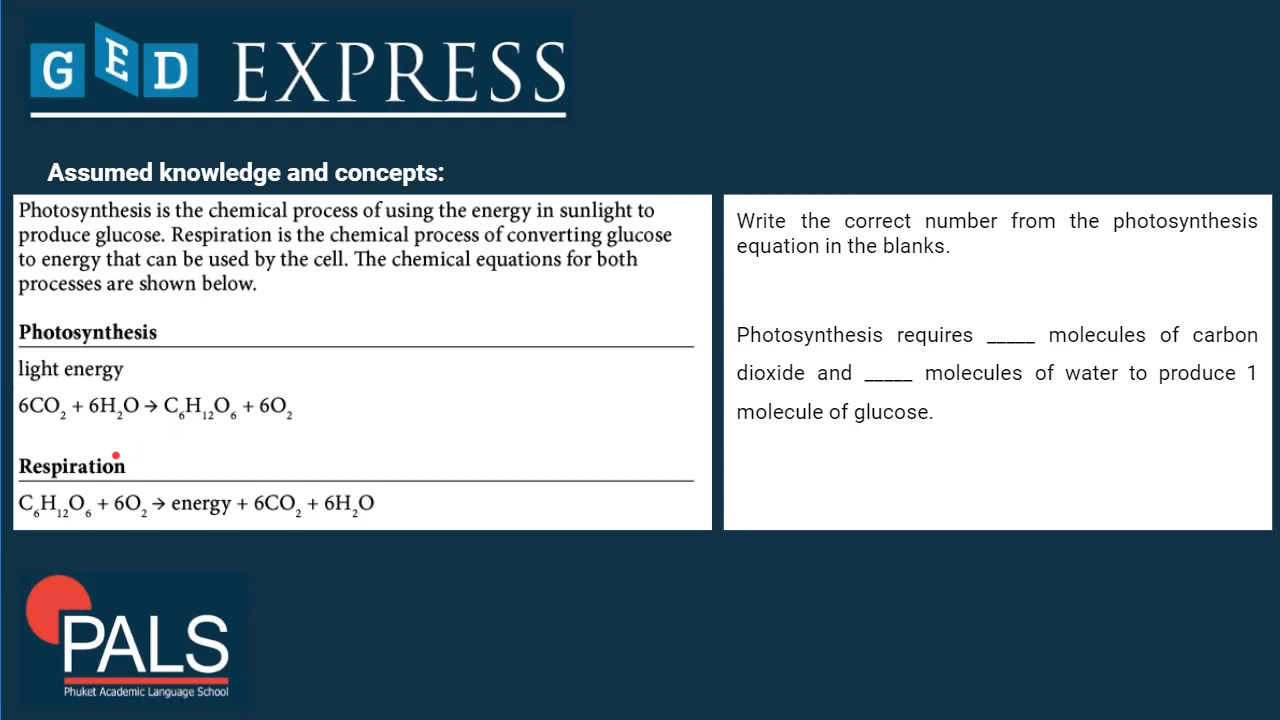 GED EXPRESS
Assumed knowledge and concepts:
Photosynthesis is the chemical process of using the energy in sunlight to
produce glucose. Respiration is the chemical process of converting glucose
to energy that can be used by the cell. The chemical equations for both
processes are shown below.
Photosynthesis
light energy
6CO₂ + 6H₂O → C₆H₁₂O₆ + 6O₂
Respiration
C₆H₁₂O₆ + 6O₂ → energy + 6CO₂ + 6H₂O
Write the correct number from the photosynthesis
equation in the blanks.
Photosynthesis requires _____ molecules of carbon
dioxide and _____ molecules of water to produce 1
molecule of glucose.
PALS
Phuket Academic Language School